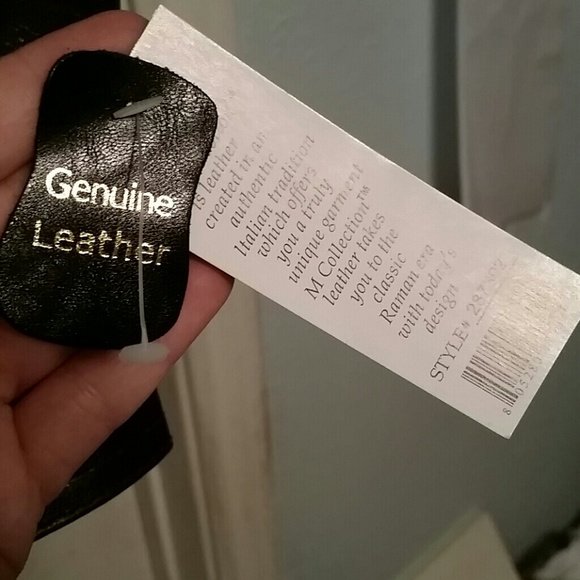 Genuine
Leather
is leather
created in an
authentic
Italian tradition
which offers
you a truly
unique garment
M Collection™
leather takes
you to the
classic
Raman era
with today's
design
STYLE#